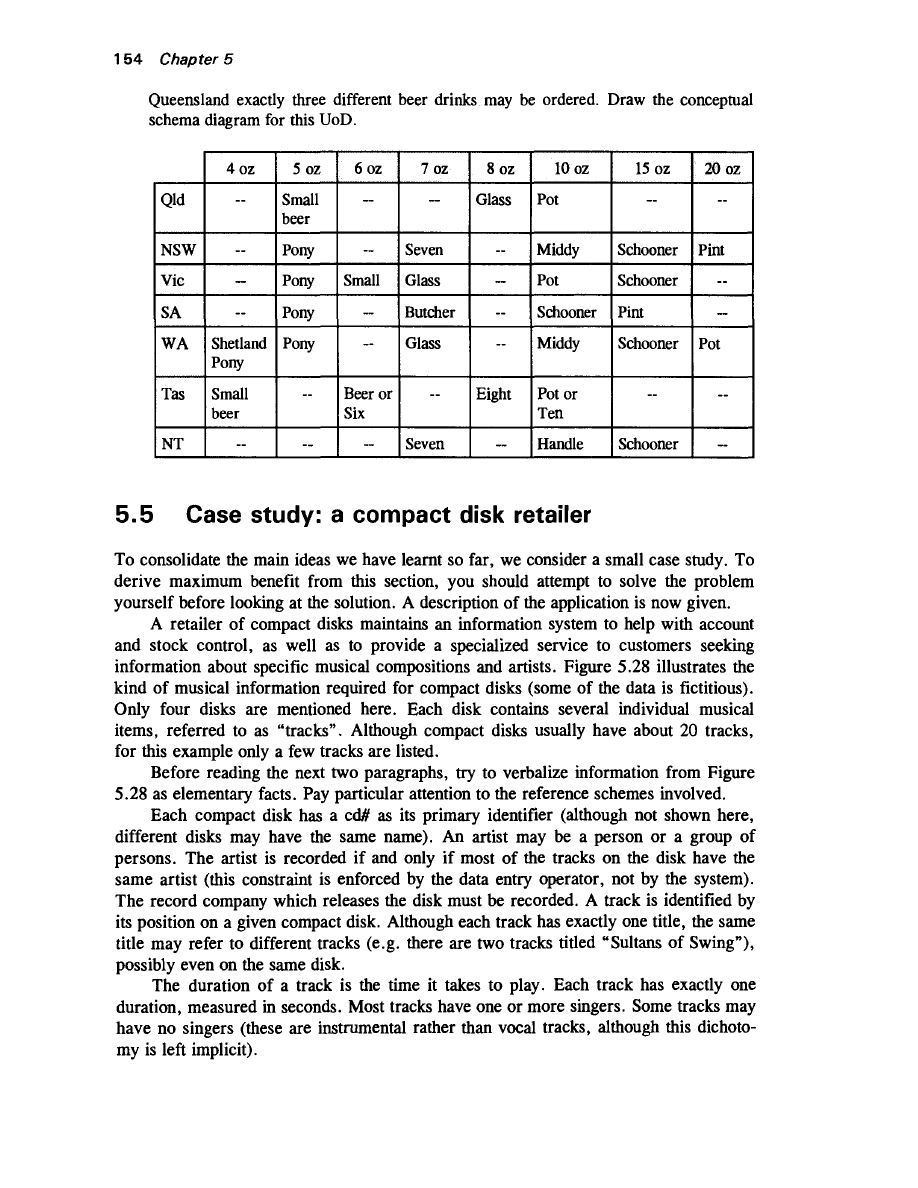 154 Chapter 5
Queensland exactly three different beer drinks may be ordered. Draw the conceptual
schema diagram for this UoD.
4 oz 5 oz 6 oz 7 oz 8 oz 10 oz 15 oz 20 oz
Qld -- Small -- -- Glass Pot -- --
beer
NSW -- Pony -- Seven -- Middy Schooner Pint
Vic -- Pony Small Glass -- Pot Schooner --
SA -- Pony -- Butcher -- Schooner Pint --
WA Shetland Pony -- Glass -- Middy Schooner Pot
Pony
Tas Small -- Beer or -- Eight Pot or -- --
beer Six Ten
NT -- -- -- Seven -- Handle Schooner --
5.5 Case study: a compact disk retailer
To consolidate the main ideas we have learnt so far, we consider a small case study. To
derive maximum benefit from this section, you should attempt to solve the problem
yourself before looking at the solution. A description of the application is now given.
A retailer of compact disks maintains an information system to help with account
and stock control, as well as to provide a specialized service to customers seeking
information about specific musical compositions and artists. Figure 5.28 illustrates the
kind of musical information required for compact disks (some of the data is fictitious).
Only four disks are mentioned here. Each disk contains several individual musical
items, referred to as “tracks”. Although compact disks usually have about 20 tracks,
for this example only a few tracks are listed.
Before reading the next two paragraphs, try to verbalize information from Figure
5.28 as elementary facts. Pay particular attention to the reference schemes involved.
Each compact disk has a cd# as its primary identifier (although not shown here,
different disks may have the same name). An artist may be a person or a group of
persons. The artist is recorded if and only if most of the tracks on the disk have the
same artist (this constraint is enforced by the data entry operator, not by the system).
The record company which releases the disk must be recorded. A track is identified by
its position on a given compact disk. Although each track has exactly one title, the same
title may refer to different tracks (e.g. there are two tracks titled “Sultans of Swing”),
possibly even on the same disk.
The duration of a track is the time it takes to play. Each track has exactly one
duration, measured in seconds. Most tracks have one or more singers. Some tracks may
have no singers (these are instrumental rather than vocal tracks, although this dichoto-
my is left implicit).